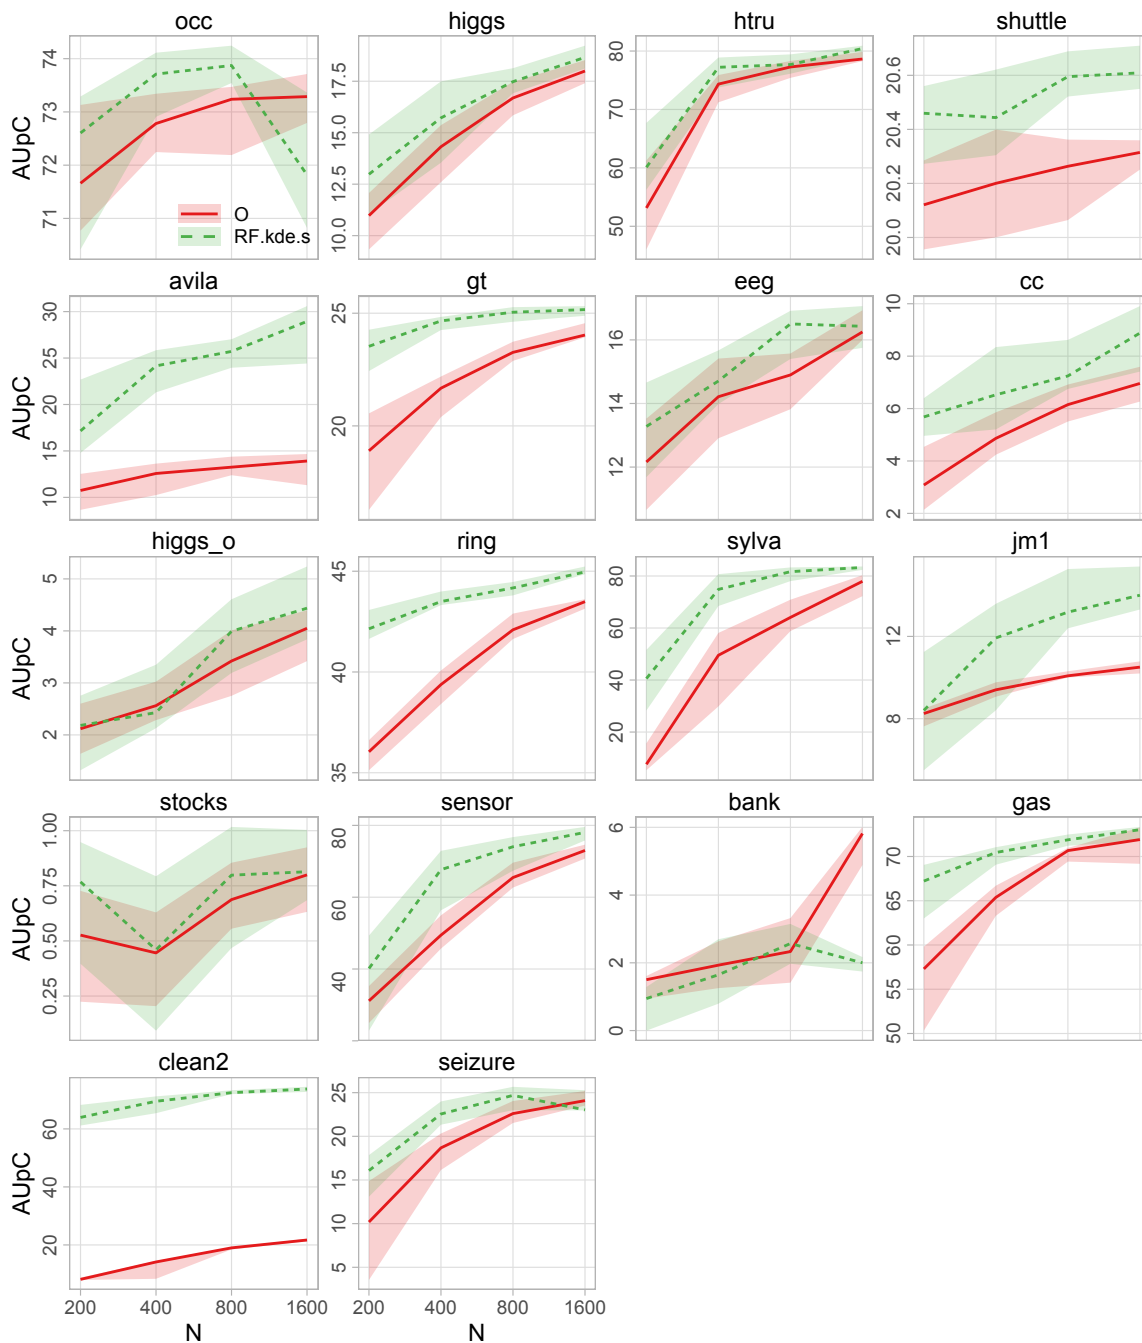 occ higgs htru shuttle
AUpC 71 72 73 74
10.0 12.5 15.0 17.5
50 60 70 80
20.0 20.2 20.4 20.6
O
RF.kde.s
avila gt eeg cc
AUpC 10 15 20 25 30
20 25
12 14 16
2 4 6 8 10
higgs_o ring sylva jm1
AUpC 2 3 4 5
35 40 45
20 40 60 80
8 12
stocks sensor bank gas
AUpC 0.25 0.50 0.75 1.00
40 60 80
0 2 4 6
50 55 60 65 70
clean2 seizure
AUpC 20 60
5 10 15 20 25
200 400 800 1600 200 400 800 1600
N N